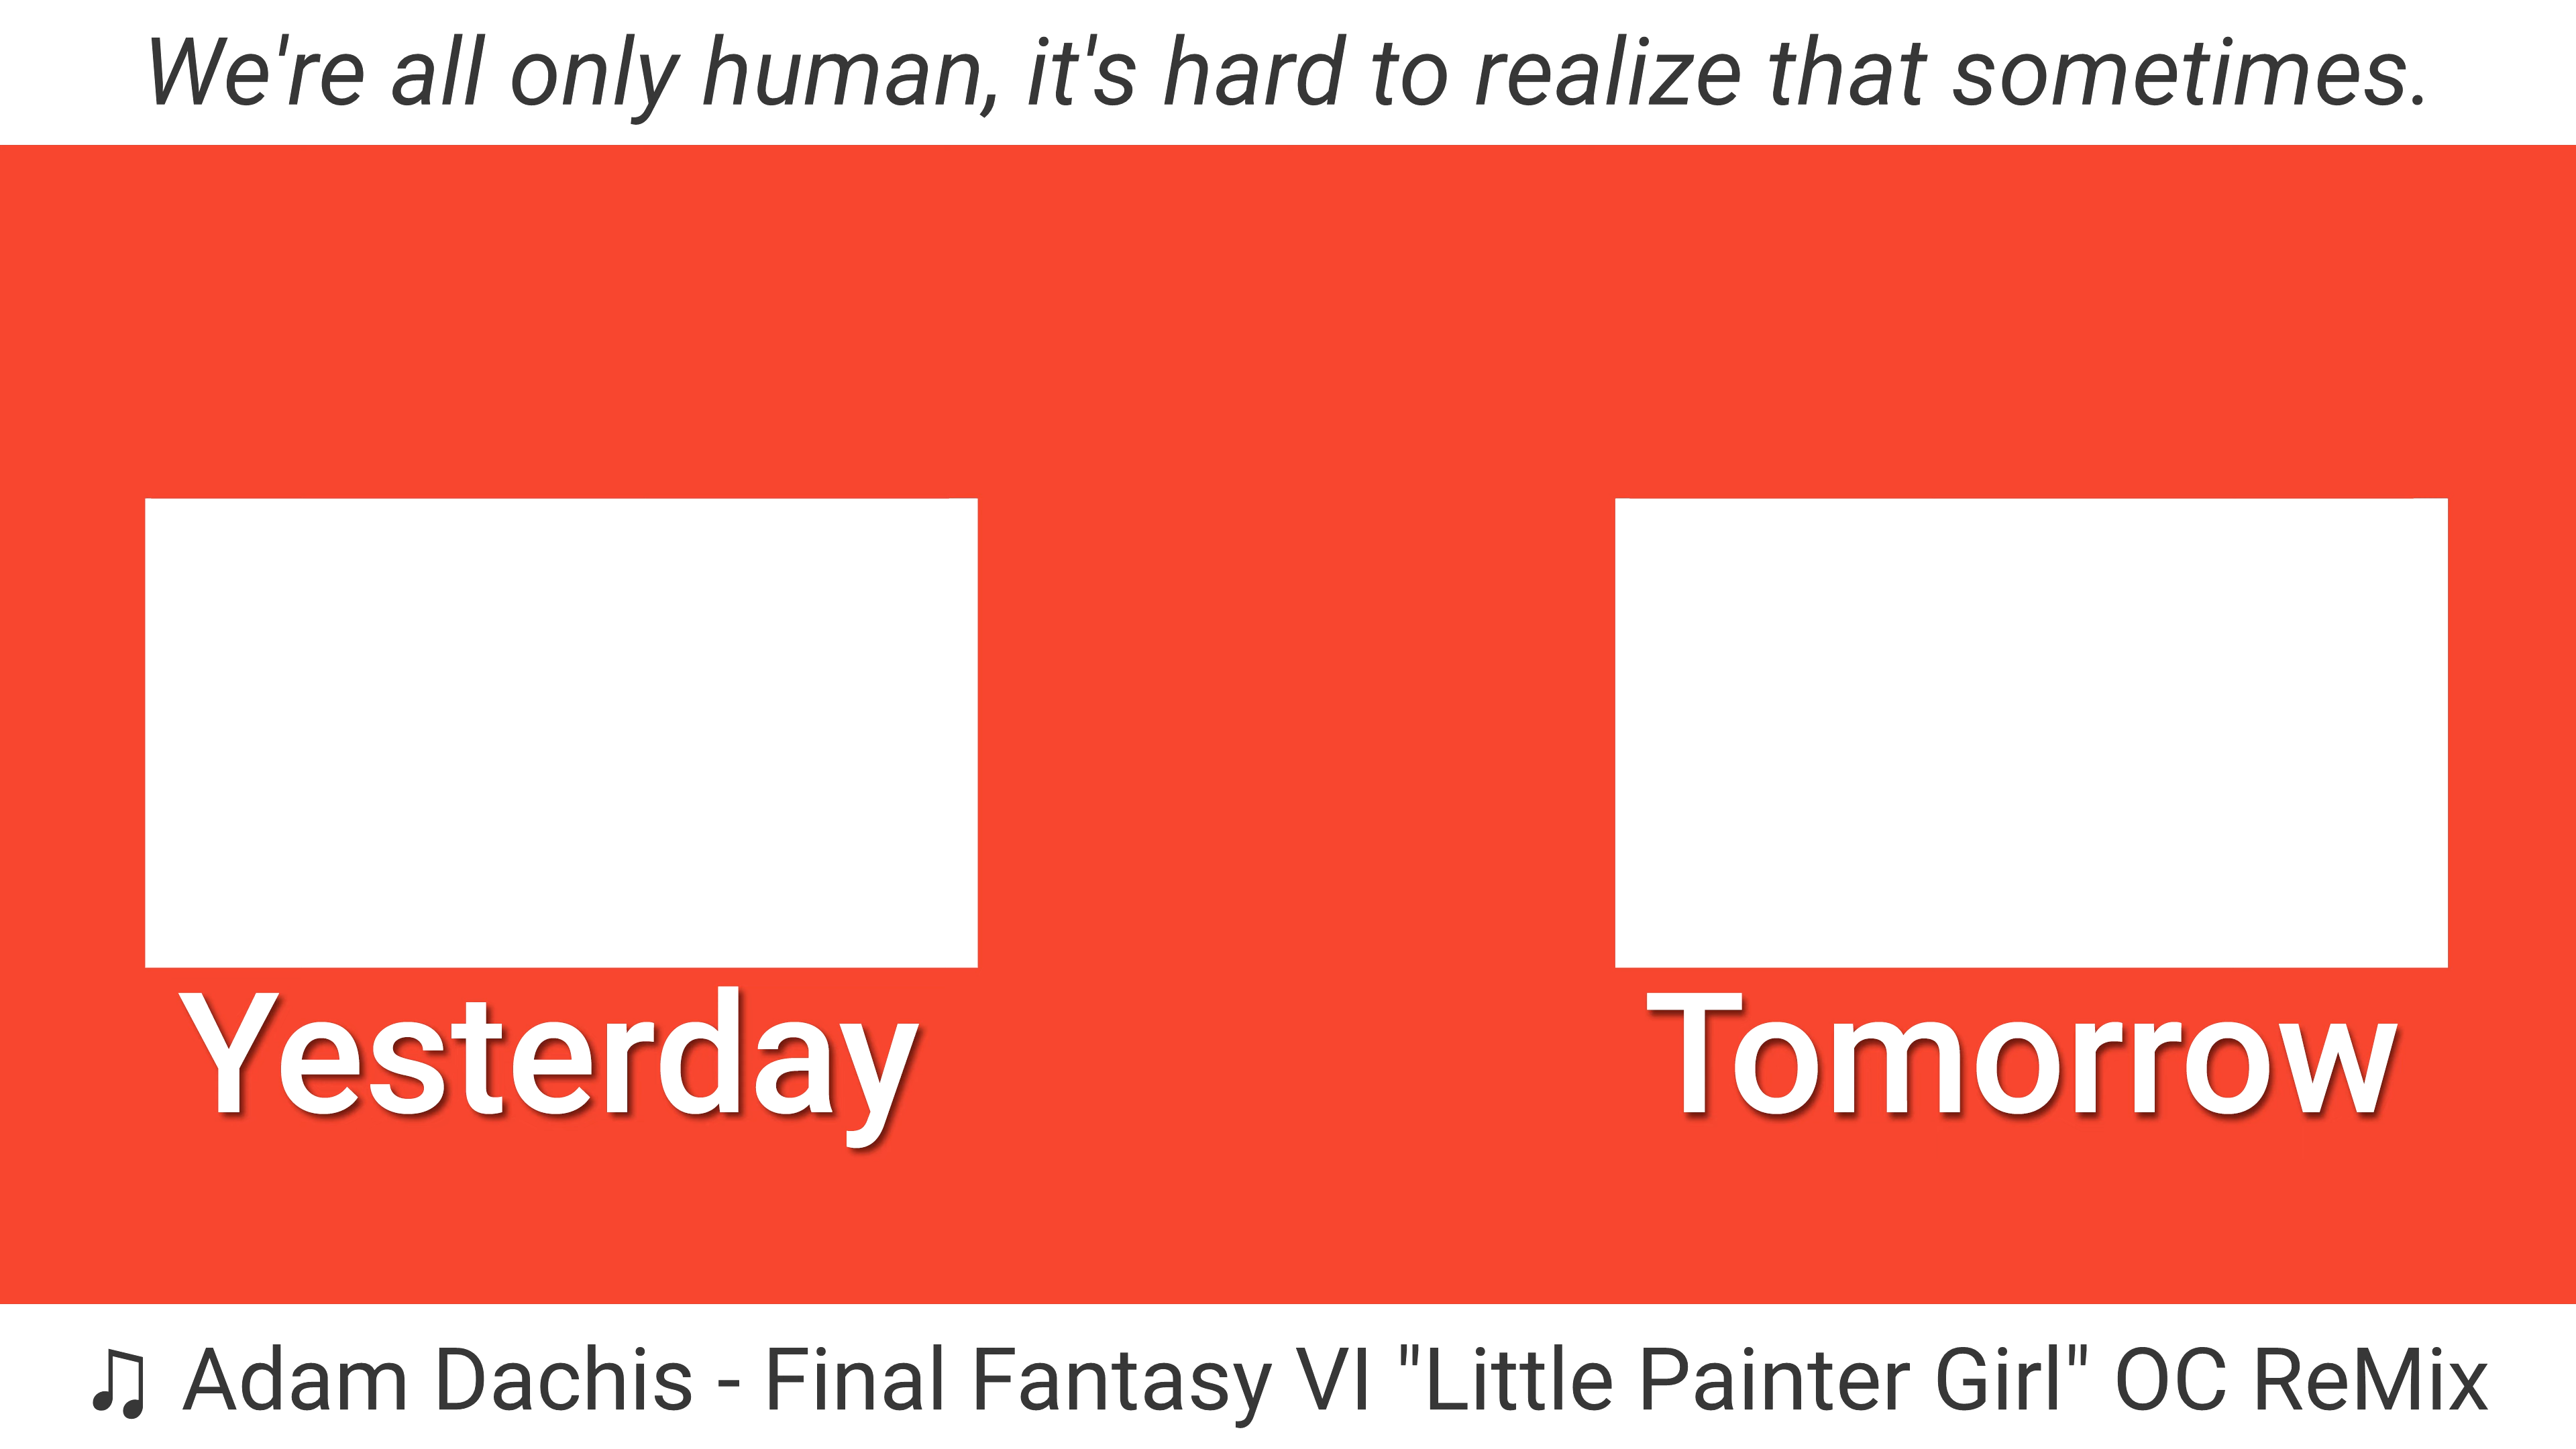 We're all only human, it's hard to realize that sometimes.
Yesterday
Tomorrow
♫ Adam Dachis - Final Fantasy VI "Little Painter Girl" OC ReMix